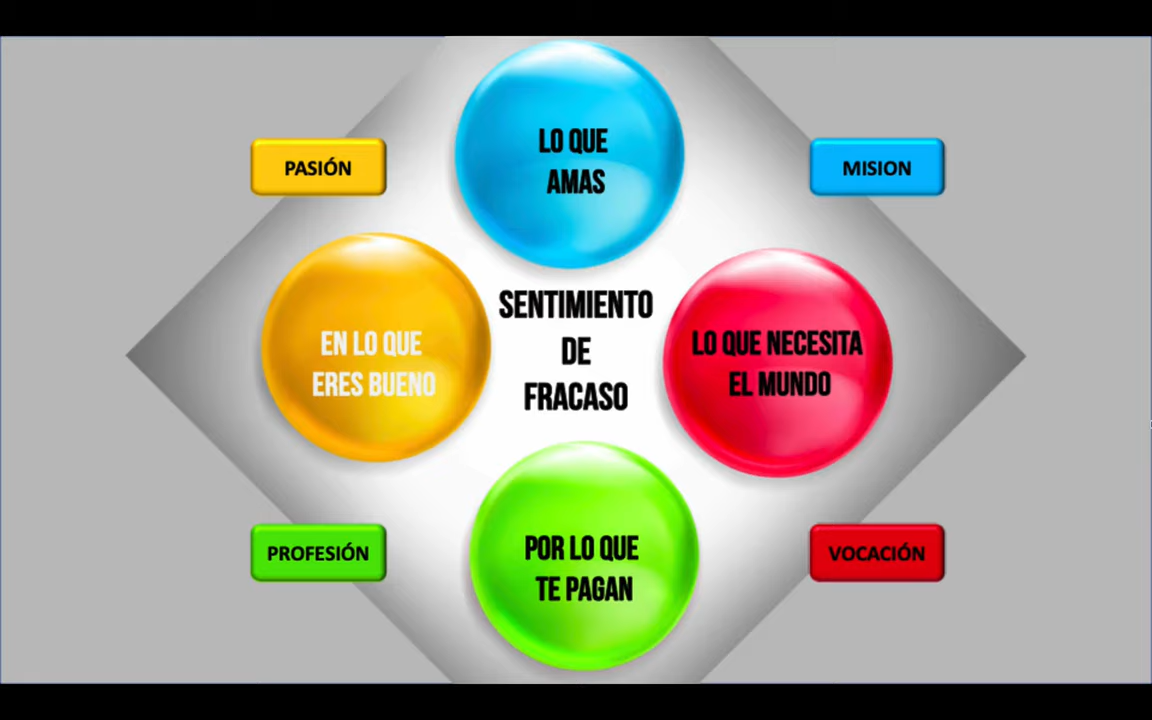 LO QUE
AMAS
PASIÓN
MISION
SENTIMIENTO
DE
FRACASO
EN LO QUE
ERES BUENO
LO QUE NECESITA
EL MUNDO
POR LO QUE
TE PAGAN
PROFESIÓN
VOCACIÓN